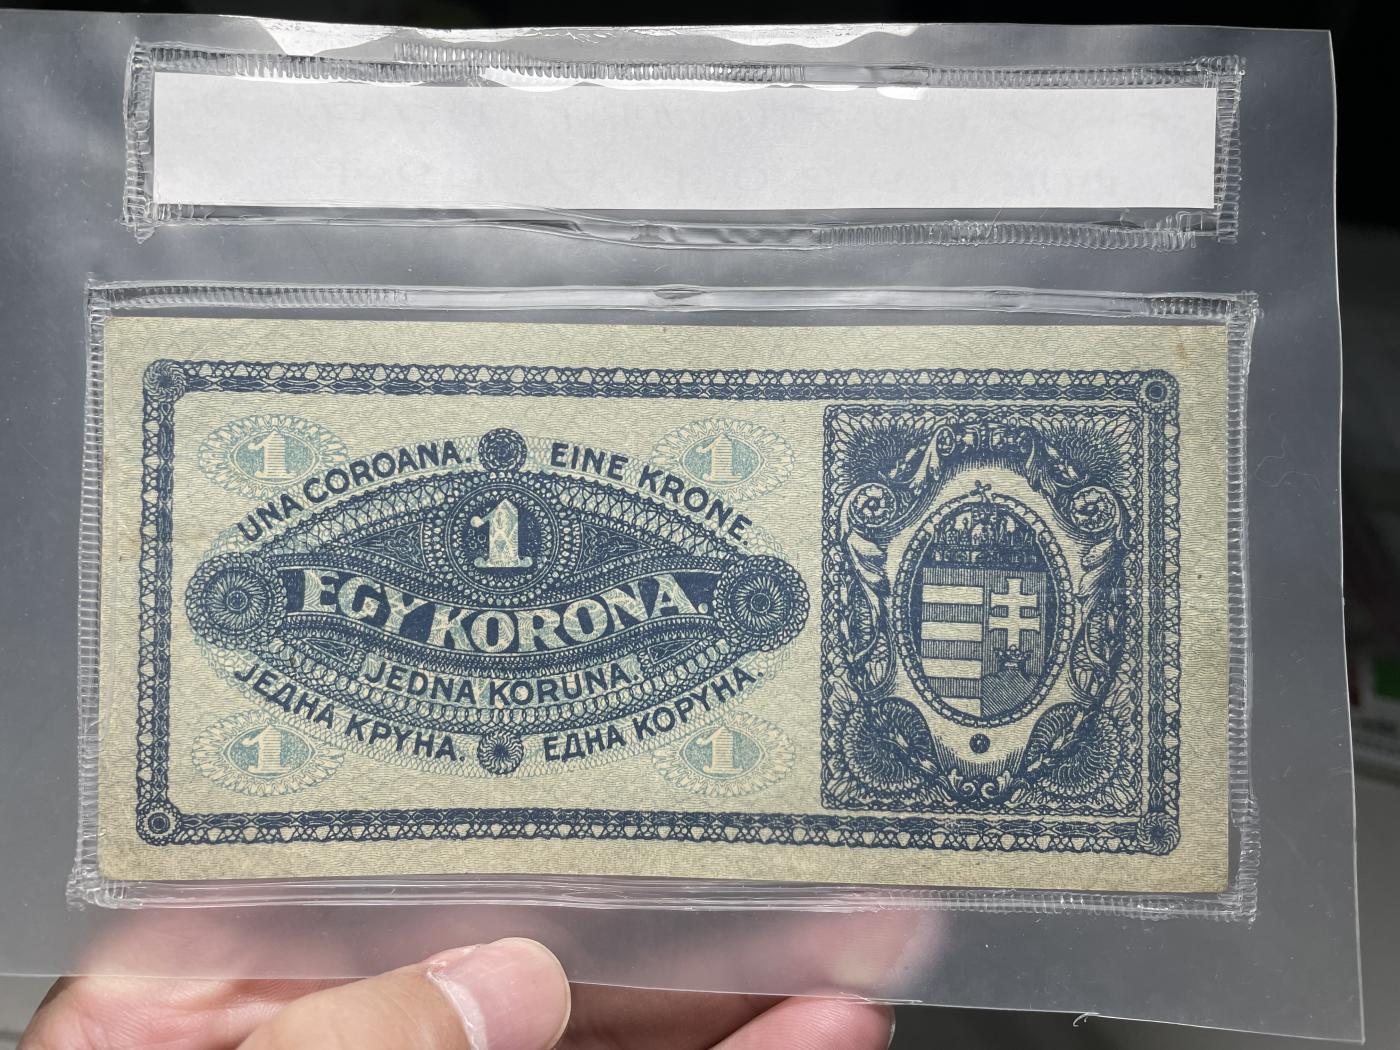 1 1
UNA COROANA. EINE KRONE.
1
EGY KORONA.
JEDNA KORUNA.
ЈЕДНА КРУНА. ЕДНА КОРУНА.
1 1